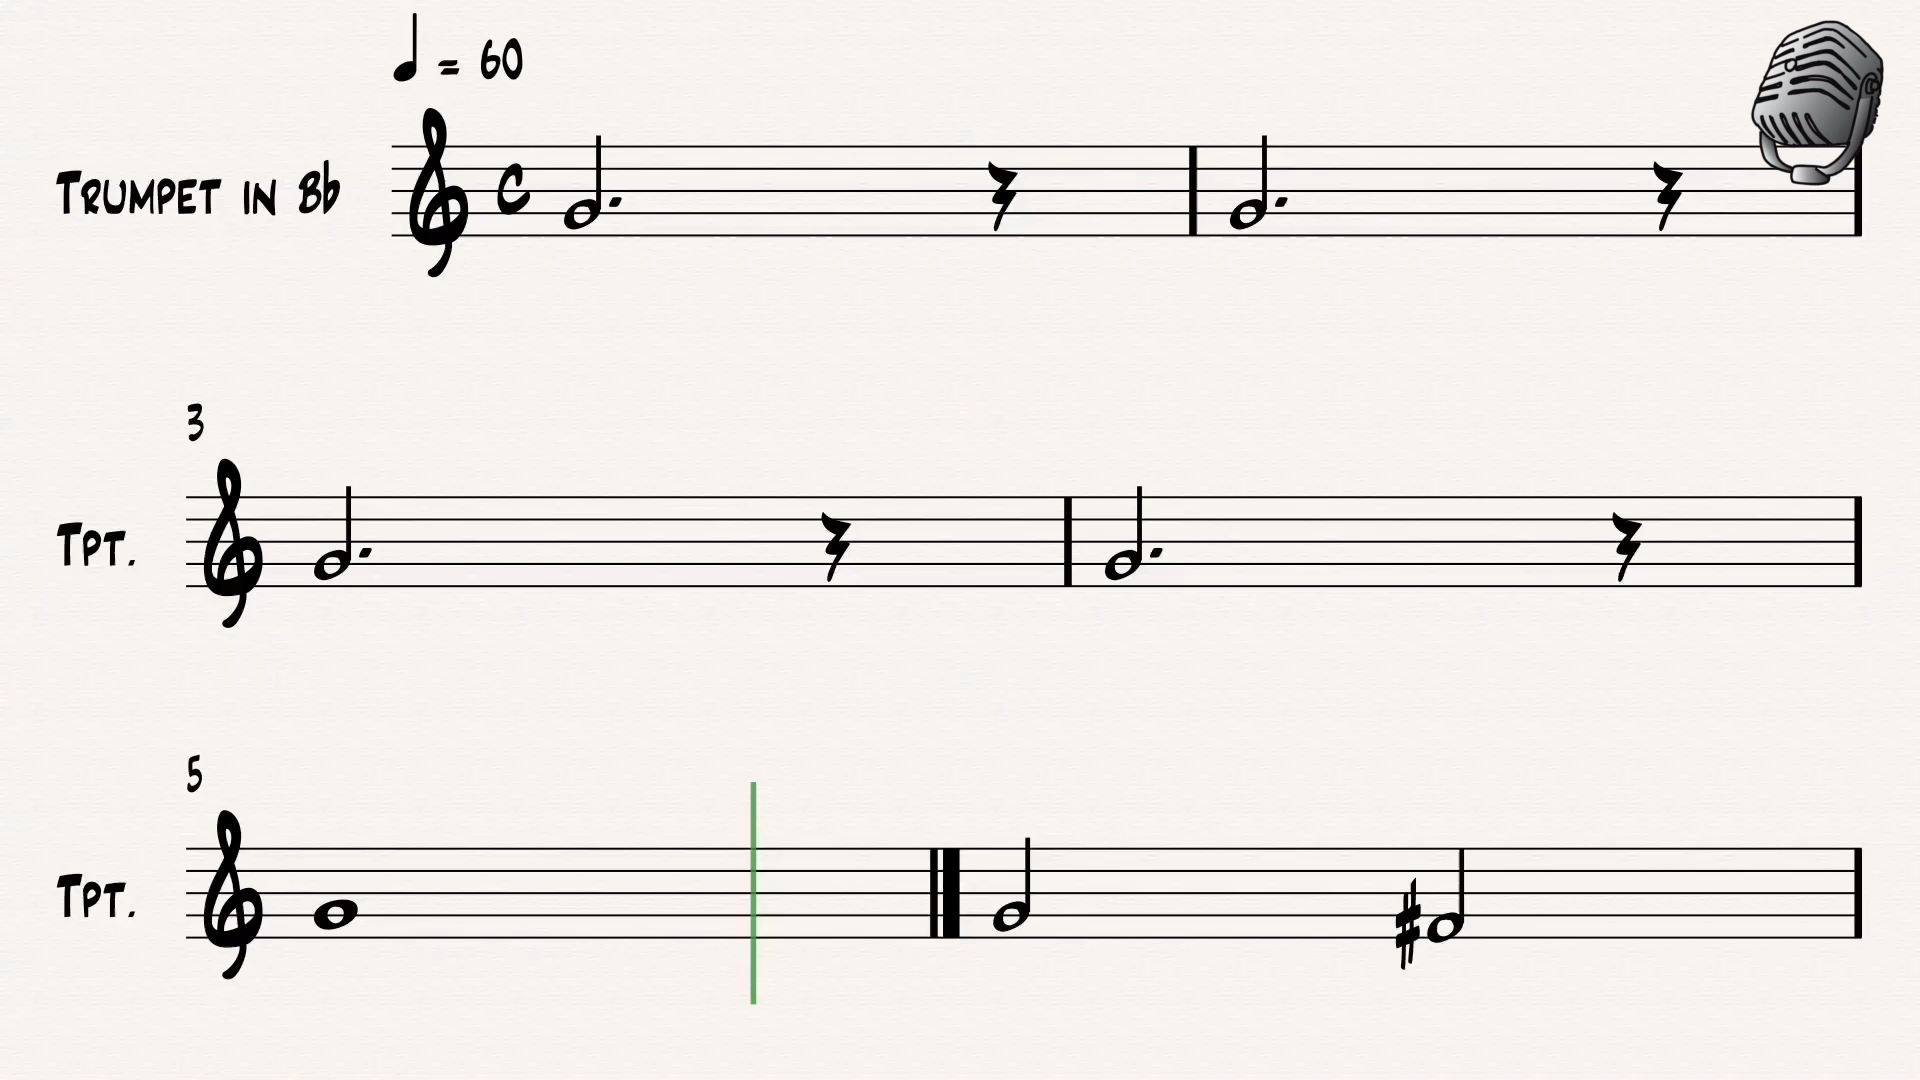 = 60
TRUMPET IN Bb
3
TPT.
5
TPT.